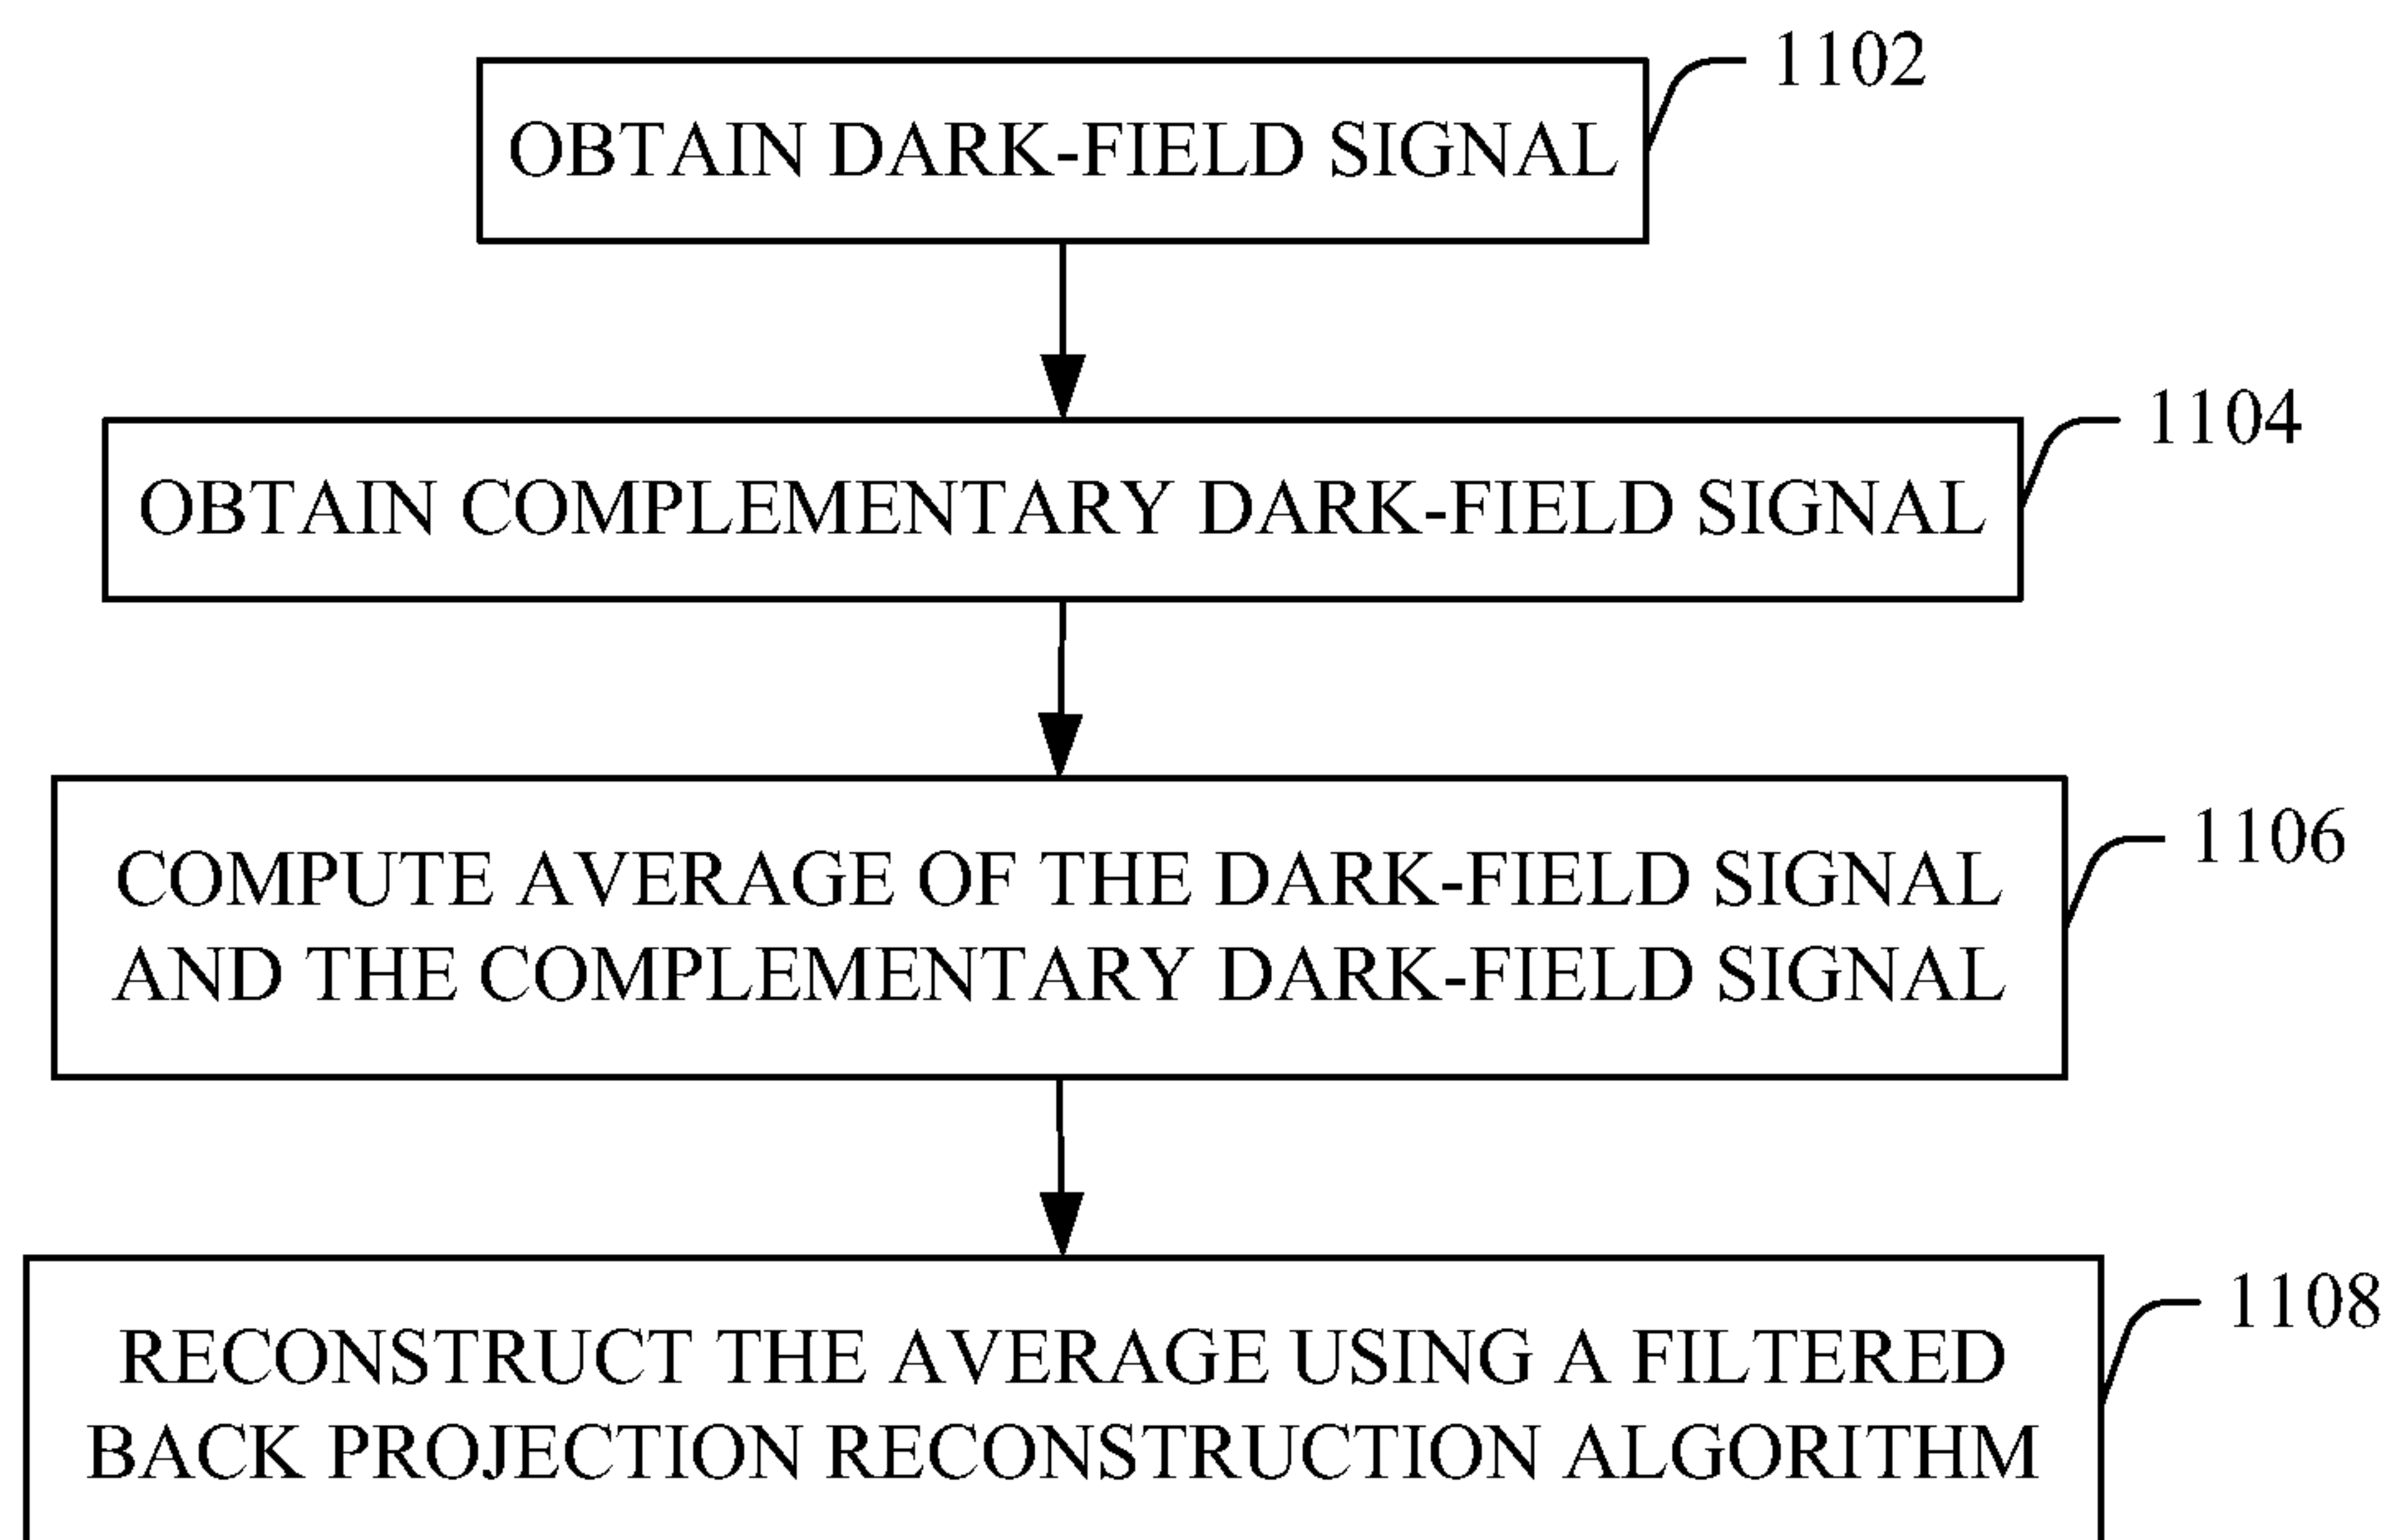 1102
OBTAIN DARK-FIELD SIGNAL
1104
OBTAIN COMPLEMENTARY DARK-FIELD SIGNAL
1106
COMPUTE AVERAGE OF THE DARK-FIELD SIGNAL
AND THE COMPLEMENTARY DARK-FIELD SIGNAL
1108
RECONSTRUCT THE AVERAGE USING A FILTERED
BACK PROJECTION RECONSTRUCTION ALGORITHM